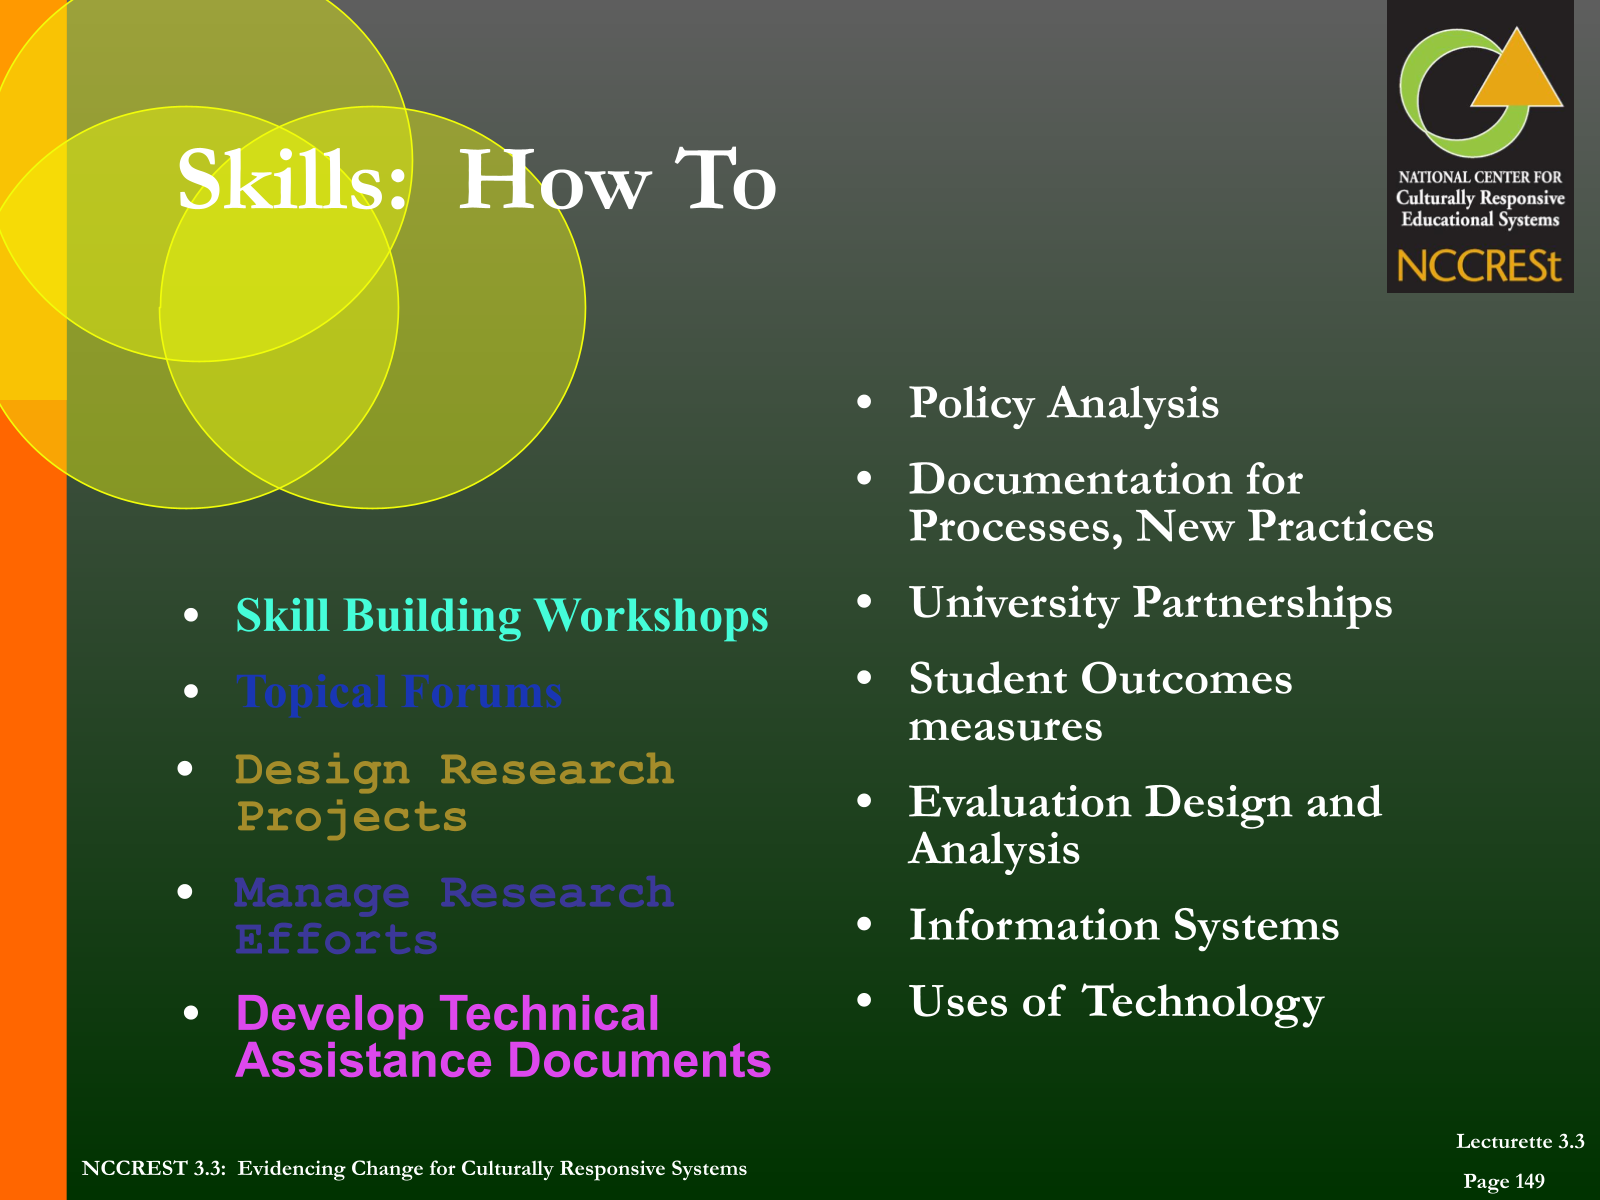 Skills: How To
NATIONAL CENTER FOR
Culturally Responsive
Educational Systems
NCCRESt
• Skill Building Workshops
• Topical Forums
• Design Research
Projects
• Manage Research
Efforts
• Develop Technical
Assistance Documents
• Policy Analysis
• Documentation for
Processes, New Practices
• University Partnerships
• Student Outcomes
measures
• Evaluation Design and
Analysis
• Information Systems
• Uses of Technology
NCCREST 3.3: Evidencing Change for Culturally Responsive Systems
Lecturette 3.3
Page 149